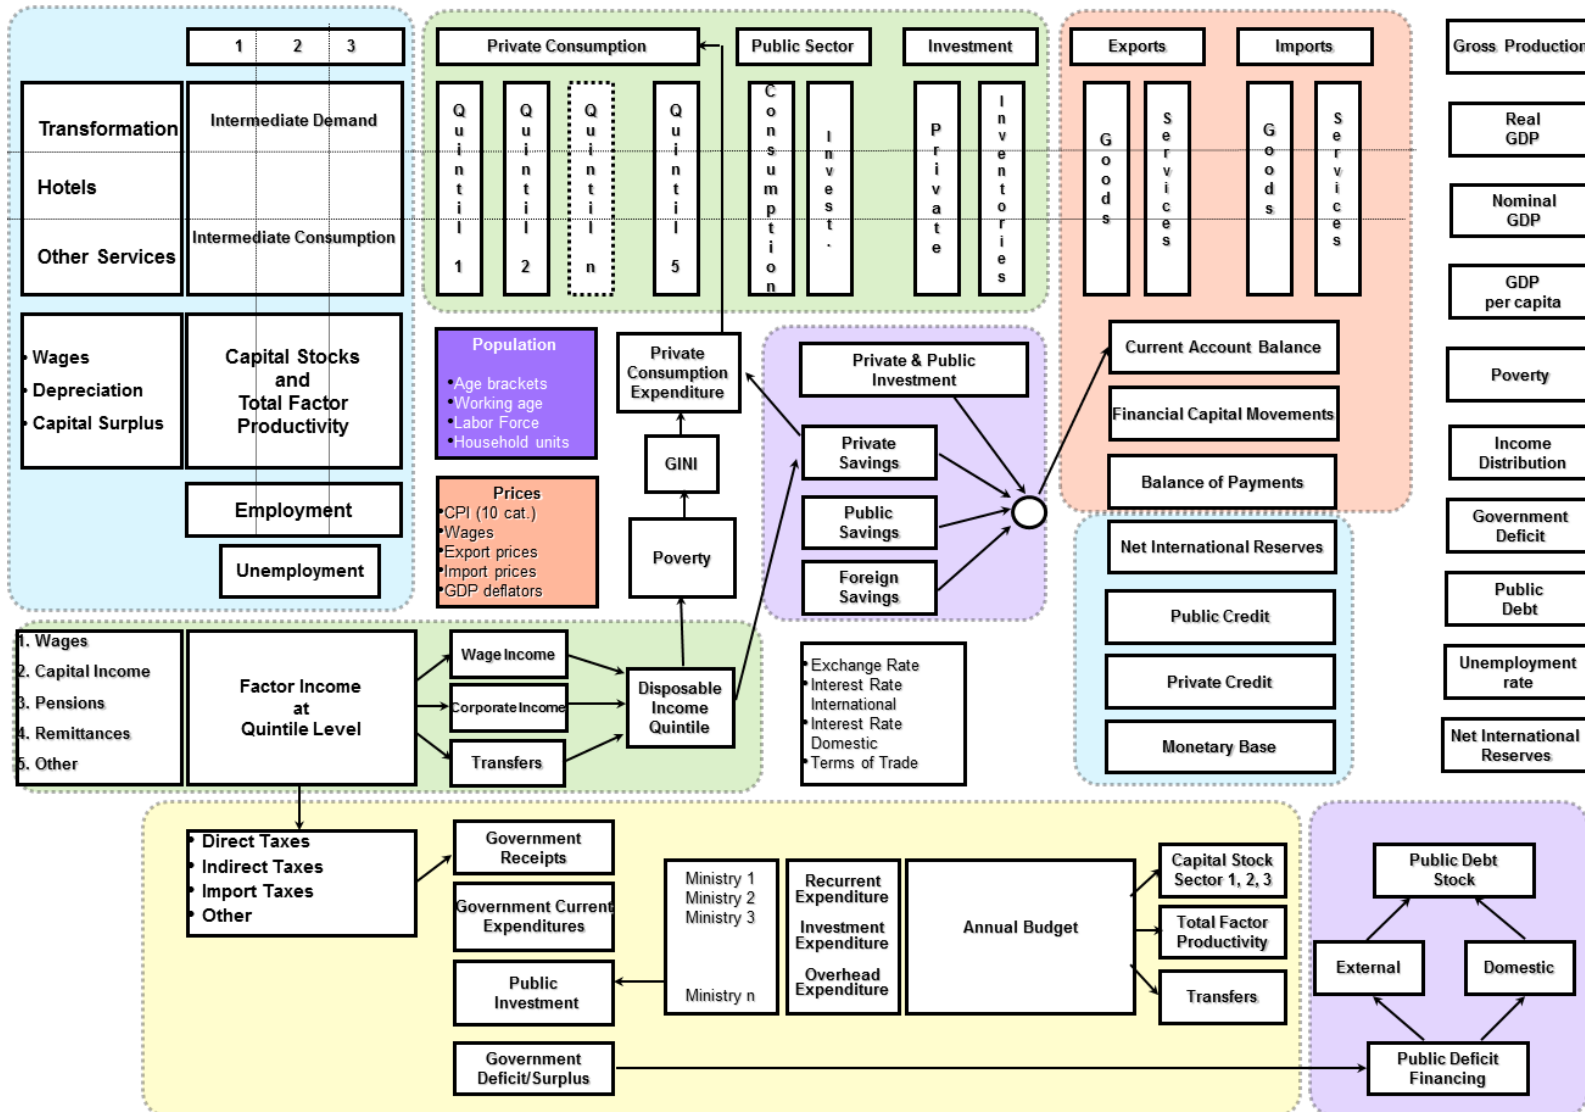 1 2 3
Private Consumption
Public Sector
Investment
Exports
Imports
Gross Production
Transformation
Hotels
Other Services
Intermediate Demand
Intermediate Consumption
Quintil 1
Quintil 2
Quintil n
Quintil 5
Consumption
Invest.
Private
Inventories
Goods
Services
Goods
Services
Real
GDP
Nominal
GDP
GDP
per capita
Poverty
Income
Distribution
Government
Deficit
Public
Debt
Unemployment
rate
Net International
Reserves
• Wages
• Depreciation
• Capital Surplus
Capital Stocks
and
Total Factor
Productivity
Employment
Unemployment
Population
•Age brackets
•Working age
•Labor Force
•Household units
Prices
•CPI (10 cat.)
•Wages
•Export prices
•Import prices
•GDP deflators
Private
Consumption
Expenditure
GINI
Poverty
Private & Public
Investment
Private
Savings
Public
Savings
Foreign
Savings
Current Account Balance
Financial Capital Movements
Balance of Payments
Net International Reserves
Public Credit
Private Credit
Monetary Base
1. Wages
2. Capital Income
3. Pensions
4. Remittances
5. Other
Factor Income
at
Quintile Level
Wage Income
Corporate Income
Transfers
Disposable
Income
Quintile
• Exchange Rate
• Interest Rate
International
• Interest Rate
Domestic
• Terms of Trade
• Direct Taxes
• Indirect Taxes
• Import Taxes
• Other
Government
Receipts
Government Current
Expenditures
Public
Investment
Government
Deficit/Surplus
Ministry 1
Ministry 2
Ministry 3
Ministry n
Recurrent
Expenditure
Investment
Expenditure
Overhead
Expenditure
Annual Budget
Capital Stock
Sector 1, 2, 3
Total Factor
Productivity
Transfers
Public Debt
Stock
External
Domestic
Public Deficit
Financing